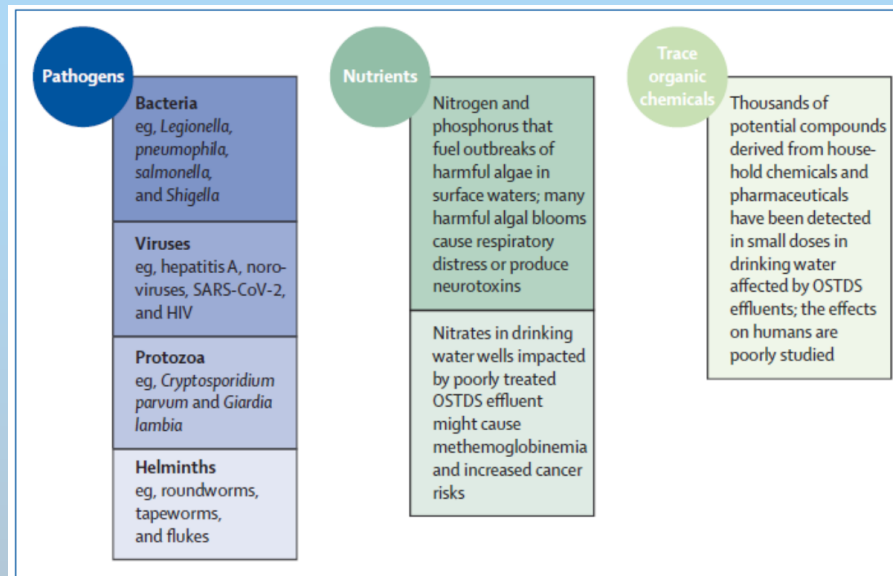 Pathogens
Bacteria
eg, Legionella,
pneumophila,
salmonella,
and Shigella
Viruses
eg, hepatitis A, noro-
viruses, SARS-CoV-2,
and HIV
Protozoa
eg, Cryptosporidium
parvum and Giardia
lambia
Helminths
eg, roundworms,
tapeworms,
and flukes
Nutrients
Nitrogen and
phosphorus that
fuel outbreaks of
harmful algae in
surface waters; many
harmful algal blooms
cause respiratory
distress or produce
neurotoxins
Nitrates in drinking
water wells impacted
by poorly treated
OSTDS effluent
might cause
methemoglobinemia
and increased cancer
risks
Trace
organic
chemicals
Thousands of
potential compounds
derived from house-
hold chemicals and
pharmaceuticals
have been detected
in small doses in
drinking water
affected by OSTDS
effluents; the effects
on humans are
poorly studied